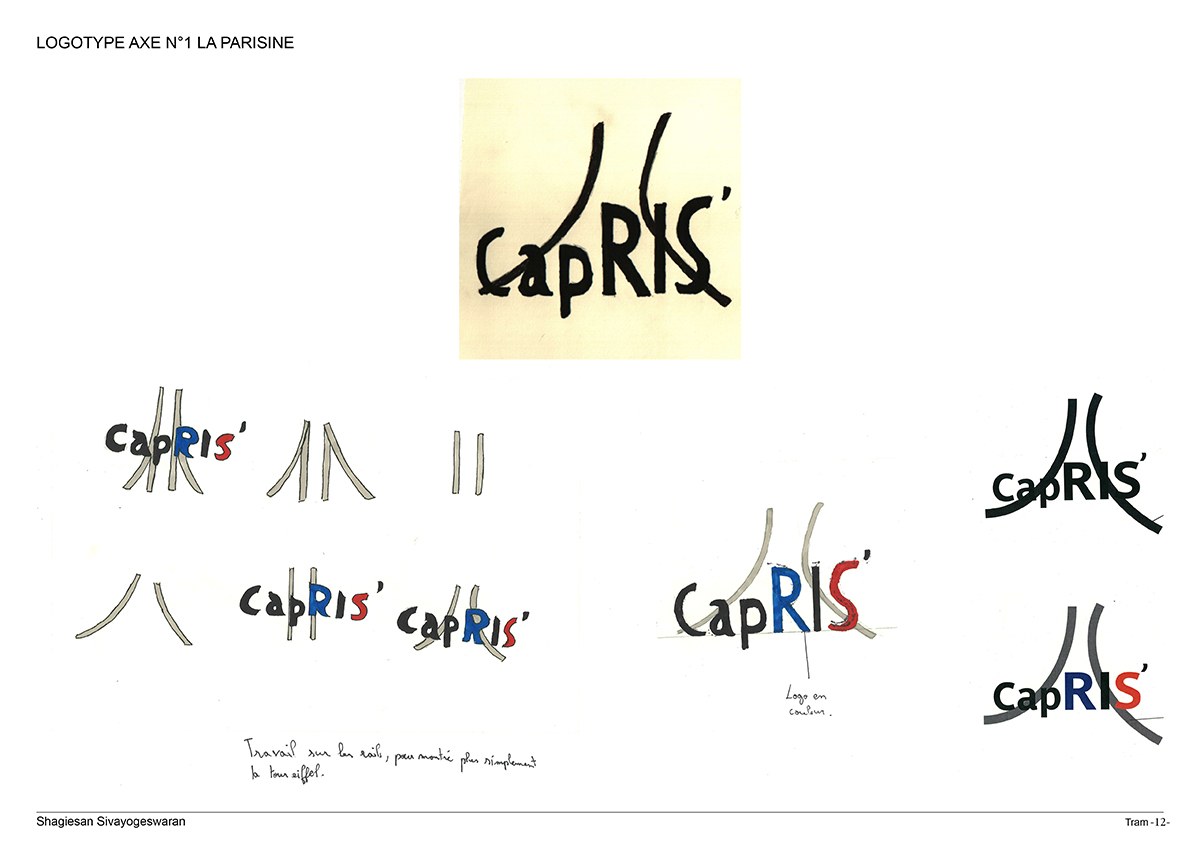 LOGOTYPE AXE N°1 LA PARISINE
capRIS’
CapRIS’
capRIS’
CapRIS’
capRIS’
CapRIS’
capRIS’
Logo en
couleur.
Travail sur les rails, pour montré plus simplement
la tour eiffel.
Shagiesan Sivayogeswaran
Tram -12-